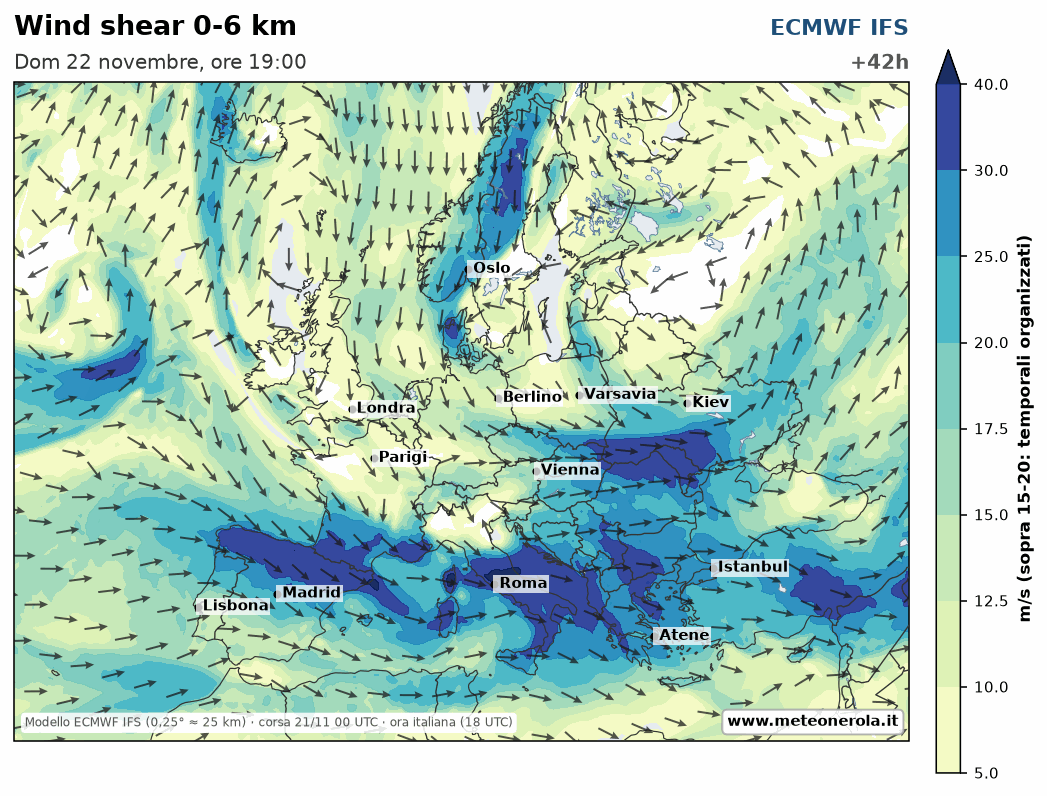 Wind shear 0-6 km
ECMWF IFS
Dom 22 novembre, ore 19:00
+42h
Oslo
Londra
Berlino
Varsavia
Kiev
Parigi
Vienna
Istanbul
Roma
Madrid
Lisbona
Atene
Modello ECMWF IFS (0,25° ≈ 25 km) · corsa 21/11 00 UTC · ora italiana (18 UTC)
www.meteonerola.it
40.0
30.0
25.0
20.0
17.5
15.0
12.5
10.0
5.0
m/s (sopra 15-20: temporali organizzati)